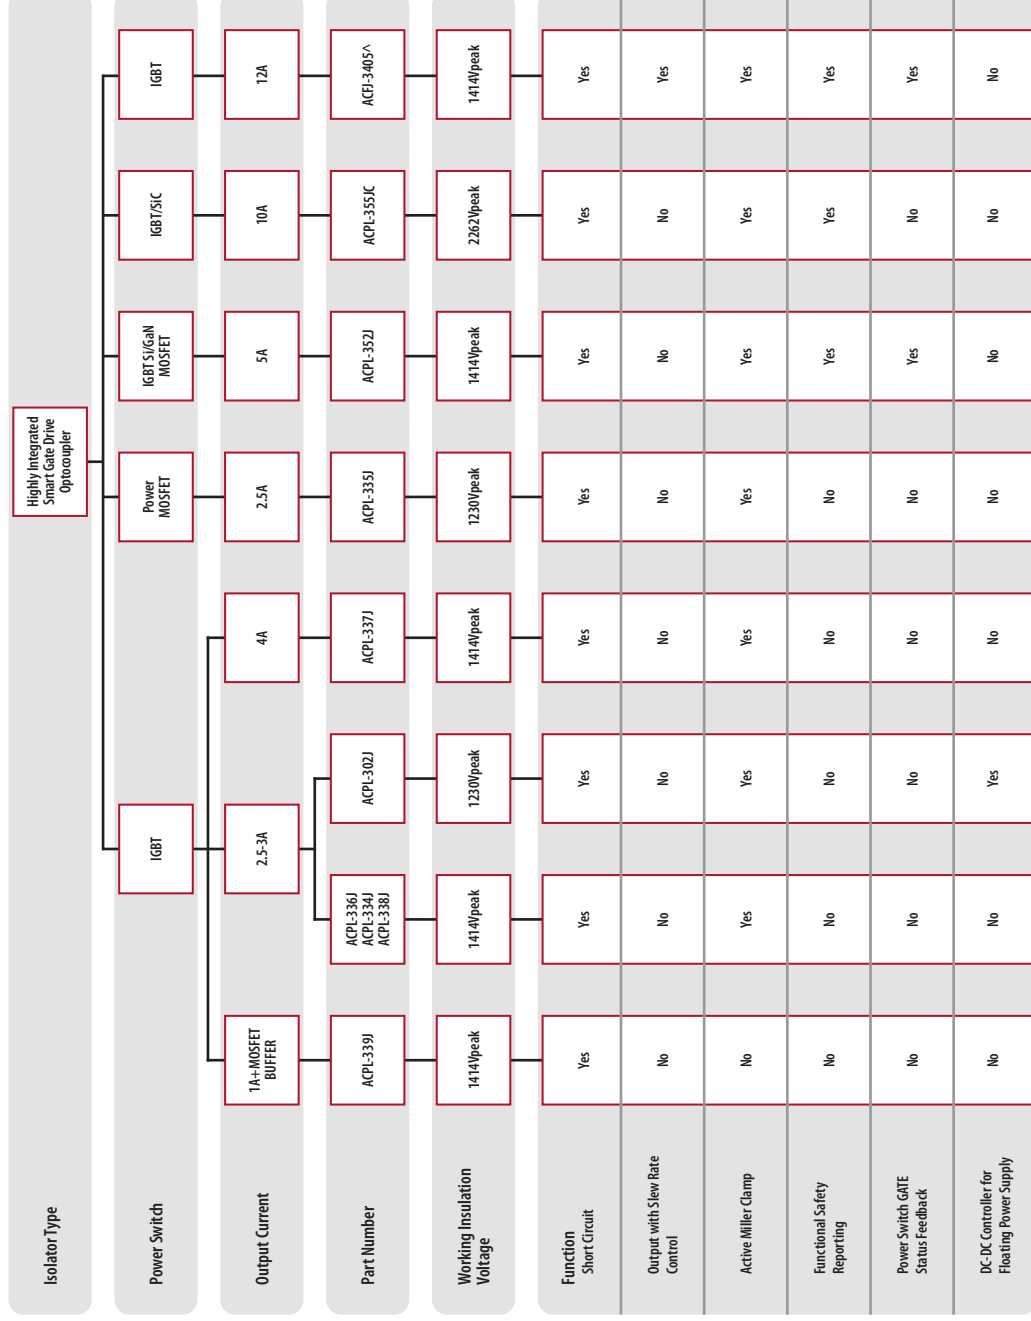 Isolator Type
Highly Integrated
Smart Gate Drive
Optocoupler
Power Switch
IGBT
Power
MOSFET
IGBT Si/GaN
MOSFET
IGBT/SiC
IGBT
Output Current
1A+MOSFET
BUFFER
2.5-3A
4A
2.5A
5A
10A
12A
Part Number
ACPL-339J
ACPL-336J
ACPL-334J
ACPL-338J
ACPL-302J
ACPL-337J
ACPL-335J
ACPL-352J
ACPL-355JC
ACFJ-3405^
Working Insulation
Voltage
1414Vpeak
1414Vpeak
1230Vpeak
1414Vpeak
1230Vpeak
1414Vpeak
2262Vpeak
1414Vpeak
Function
Short Circuit
Yes
Yes
Yes
Yes
Yes
Yes
Yes
Yes
Output with Slew Rate
Control
No
No
No
No
No
No
No
Yes
Active Miller Clamp
No
Yes
Yes
Yes
Yes
Yes
Yes
Yes
Functional Safety
Reporting
No
No
No
No
No
Yes
Yes
Yes
Power Switch GATE
Status Feedback
No
No
No
No
No
Yes
No
Yes
DC-DC Controller for
Floating Power Supply
No
No
Yes
No
No
No
No
No